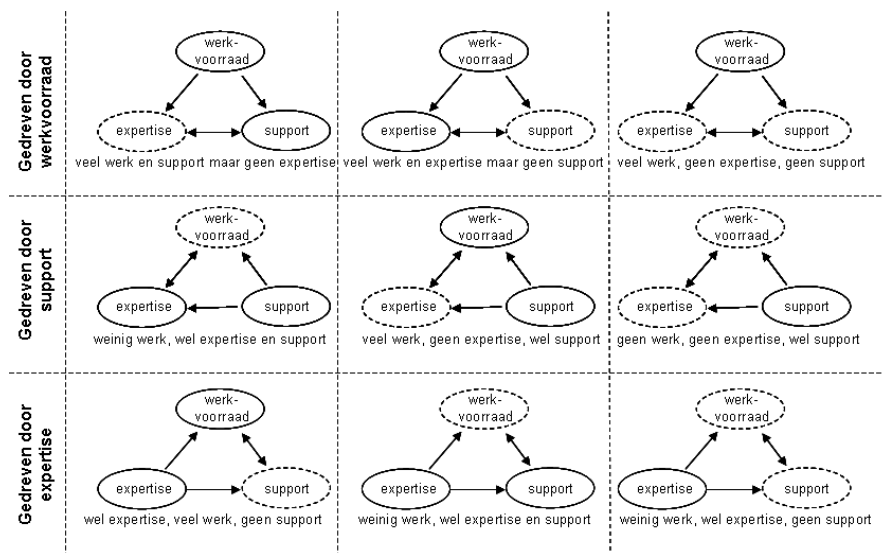 Gedreven door
werkvoorraad
werk-
voorraad
expertise
support
veel werk en support maar geen expertise
werk-
voorraad
expertise
support
veel werk en expertise maar geen support
werk-
voorraad
expertise
support
veel werk, geen expertise, geen support
Gedreven door
support
werk-
voorraad
expertise
support
weinig werk, wel expertise en support
werk-
voorraad
expertise
support
veel werk, geen expertise, wel support
werk-
voorraad
expertise
support
geen werk, geen expertise, wel support
Gedreven door
expertise
werk-
voorraad
expertise
support
wel expertise, veel werk, geen support
werk-
voorraad
expertise
support
weinig werk, wel expertise en support
werk-
voorraad
expertise
support
weinig werk, wel expertise, geen support